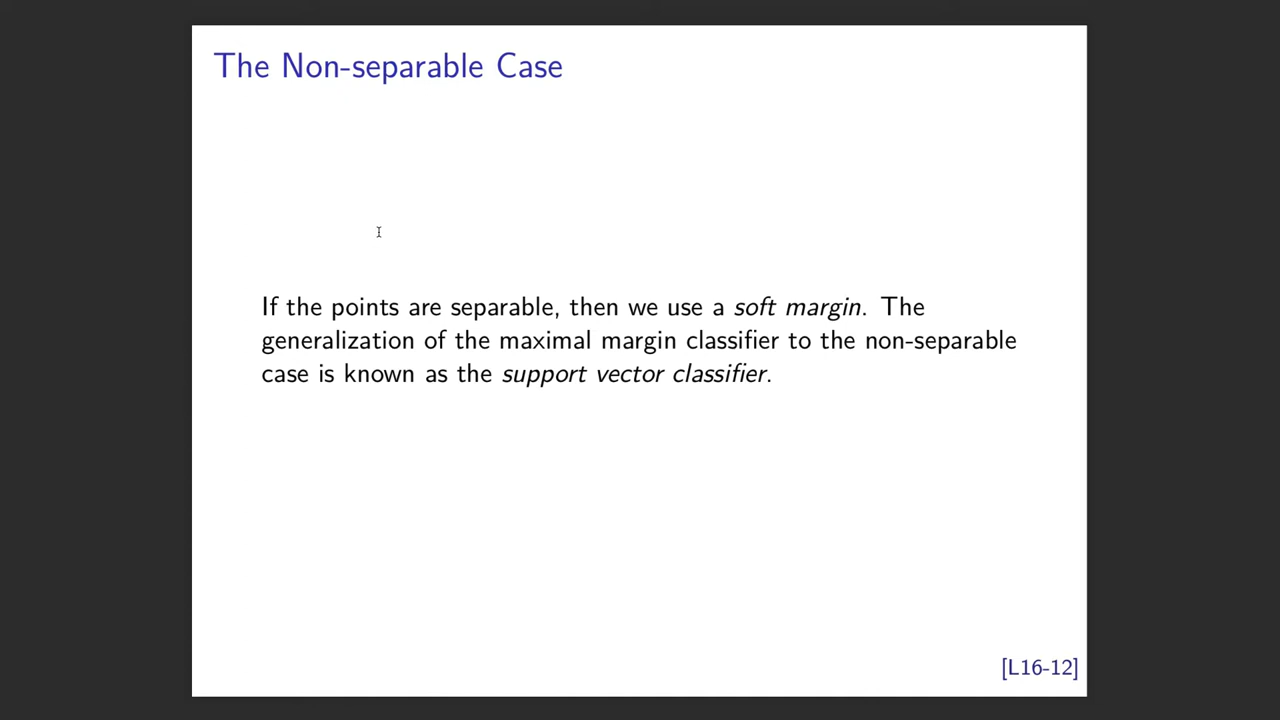 The Non-separable Case
If the points are separable, then we use a soft margin. The
generalization of the maximal margin classifier to the non-separable
case is known as the support vector classifier.
[L16-12]